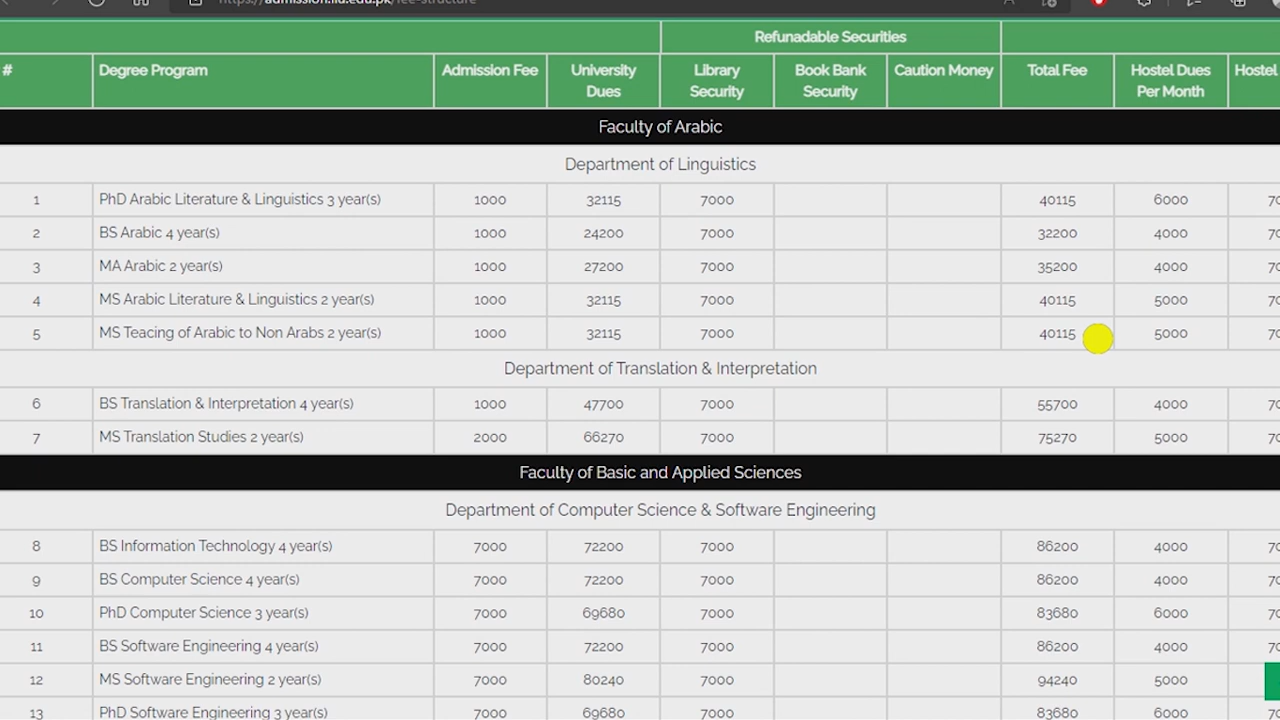 https://admission.iiu.edu.pk/fee-structure
Refunadable Securities
# Degree Program Admission Fee University Dues Library Security Book Bank Security Caution Money Total Fee Hostel Dues Per Month Hostel
Faculty of Arabic
Department of Linguistics
1 PhD Arabic Literature & Linguistics 3 year(s) 1000 32115 7000 40115 6000
2 BS Arabic 4 year(s) 1000 24200 7000 32200 4000
3 MA Arabic 2 year(s) 1000 27200 7000 35200 4000
4 MS Arabic Literature & Linguistics 2 year(s) 1000 32115 7000 40115 5000
5 MS Teacing of Arabic to Non Arabs 2 year(s) 1000 32115 7000 40115 5000
Department of Translation & Interpretation
6 BS Translation & Interpretation 4 year(s) 1000 47700 7000 55700 4000
7 MS Translation Studies 2 year(s) 2000 66270 7000 75270 5000
Faculty of Basic and Applied Sciences
Department of Computer Science & Software Engineering
8 BS Information Technology 4 year(s) 7000 72200 7000 86200 4000
9 BS Computer Science 4 year(s) 7000 72200 7000 86200 4000
10 PhD Computer Science 3 year(s) 7000 69680 7000 83680 6000
11 BS Software Engineering 4 year(s) 7000 72200 7000 86200 4000
12 MS Software Engineering 2 year(s) 7000 80240 7000 94240 5000
13 PhD Software Engineering 3 year(s) 7000 69680 7000 83680 6000